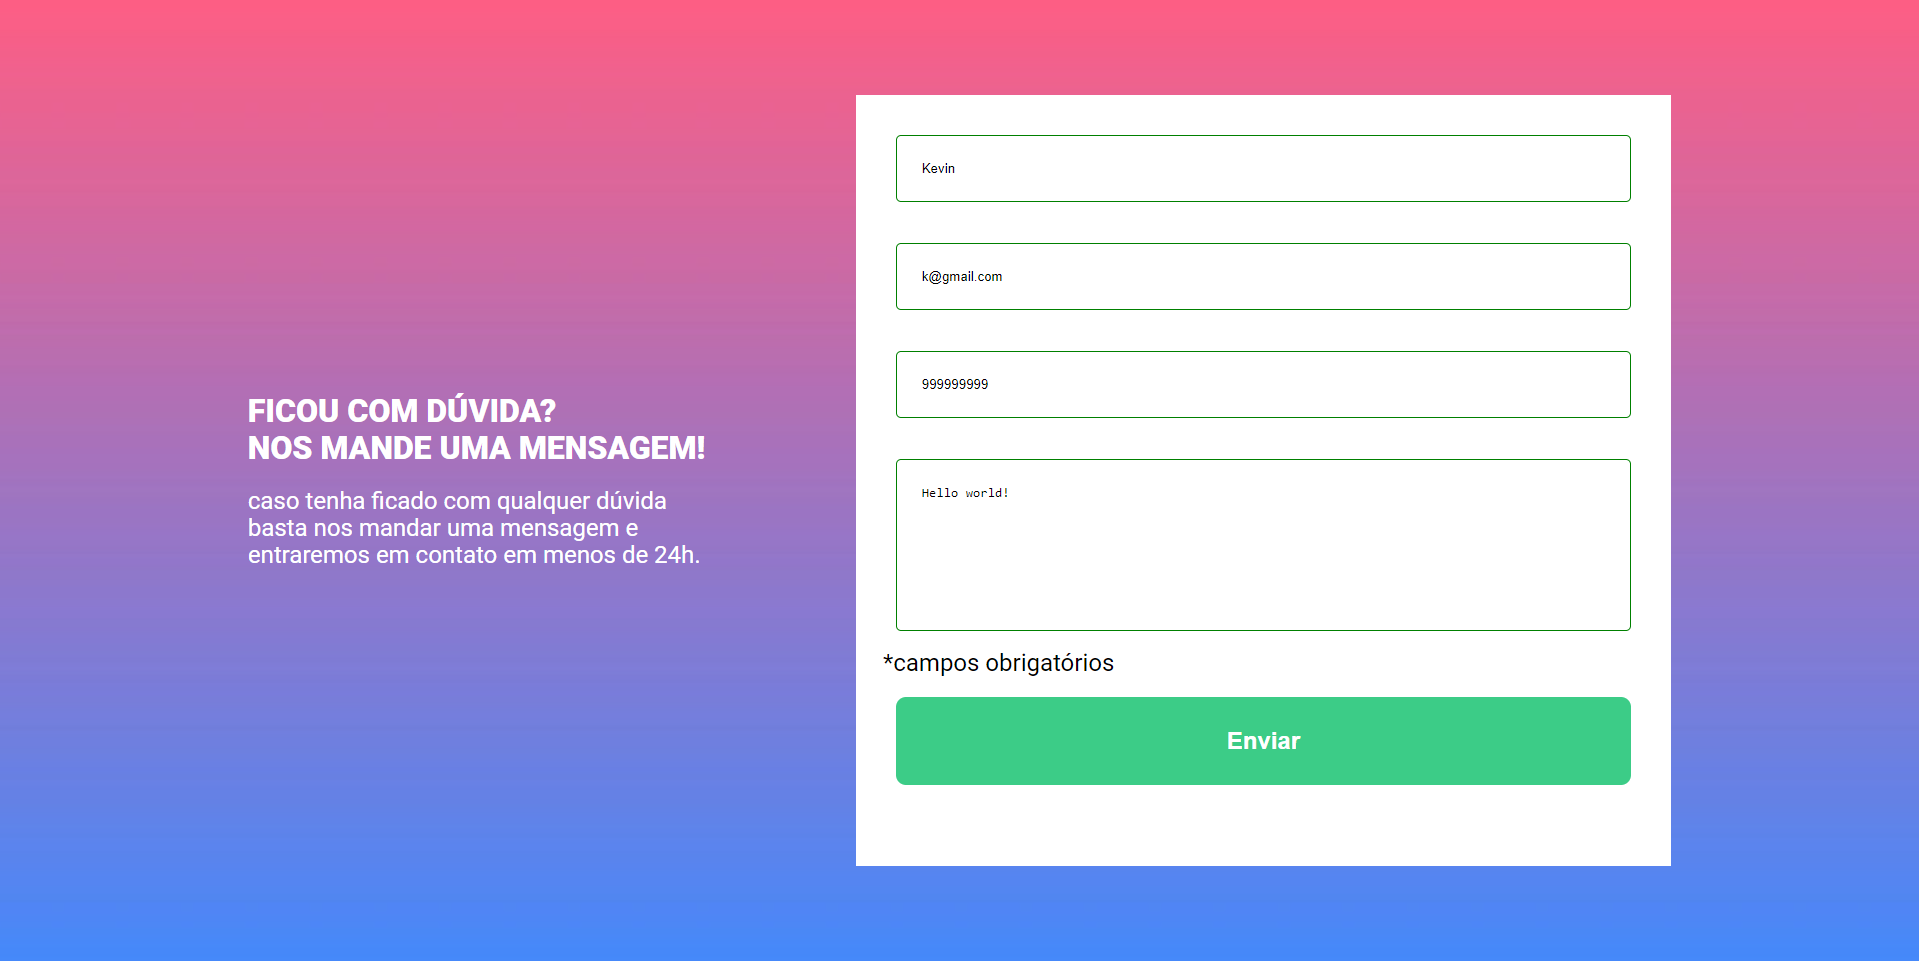 FICOU COM DÚVIDA?
NOS MANDE UMA MENSAGEM!
caso tenha ficado com qualquer dúvida
basta nos mandar uma mensagem e
entraremos em contato em menos de 24h.
Kevin
k@gmail.com
999999999
Hello world!
*campos obrigatórios
Enviar